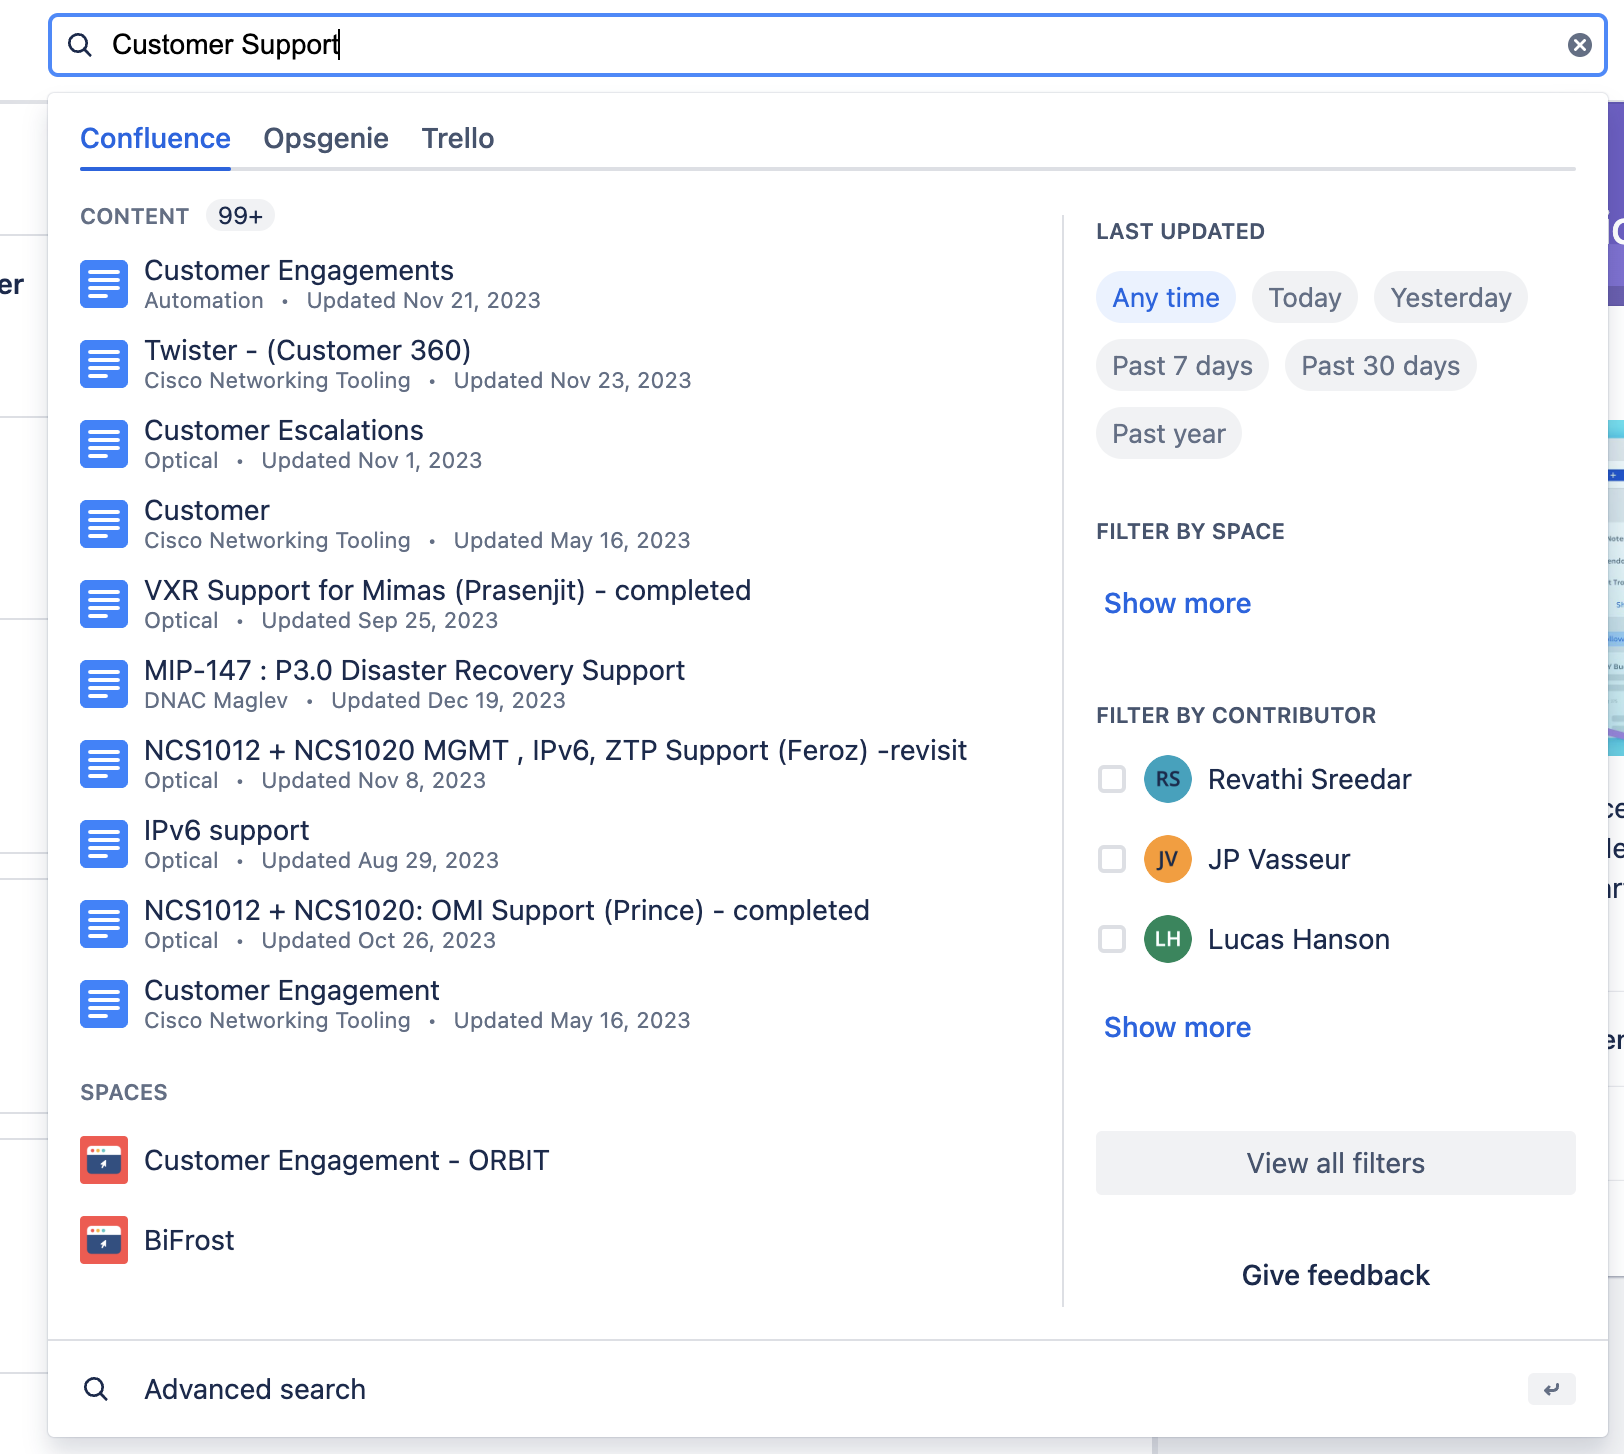 Customer Support
Confluence Opsgenie Trello
CONTENT 99+
Customer Engagements
Automation • Updated Nov 21, 2023
Twister - (Customer 360)
Cisco Networking Tooling • Updated Nov 23, 2023
Customer Escalations
Optical • Updated Nov 1, 2023
Customer
Cisco Networking Tooling • Updated May 16, 2023
VXR Support for Mimas (Prasenjit) - completed
Optical • Updated Sep 25, 2023
MIP-147 : P3.0 Disaster Recovery Support
DNAC Maglev • Updated Dec 19, 2023
NCS1012 + NCS1020 MGMT , IPv6, ZTP Support (Feroz) -revisit
Optical • Updated Nov 8, 2023
IPv6 support
Optical • Updated Aug 29, 2023
NCS1012 + NCS1020: OMI Support (Prince) - completed
Optical • Updated Oct 26, 2023
Customer Engagement
Cisco Networking Tooling • Updated May 16, 2023
SPACES
Customer Engagement - ORBIT
BiFrost
LAST UPDATED
Any time Today Yesterday
Past 7 days Past 30 days
Past year
FILTER BY SPACE
Show more
FILTER BY CONTRIBUTOR
RS Revathi Sreedar
JV JP Vasseur
LH Lucas Hanson
Show more
View all filters
Give feedback
Advanced search
er